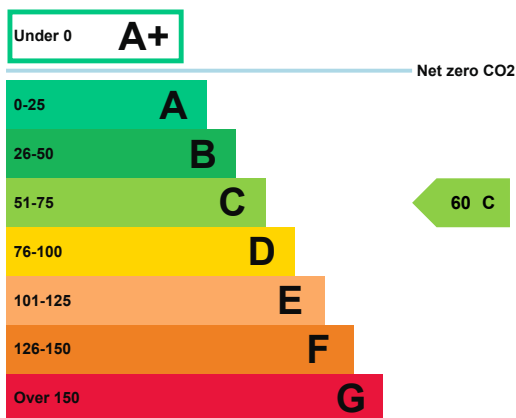 Under 0 A+
Net zero CO2
0-25 A
26-50 B
51-75 C
60 C
76-100 D
101-125 E
126-150 F
Over 150 G